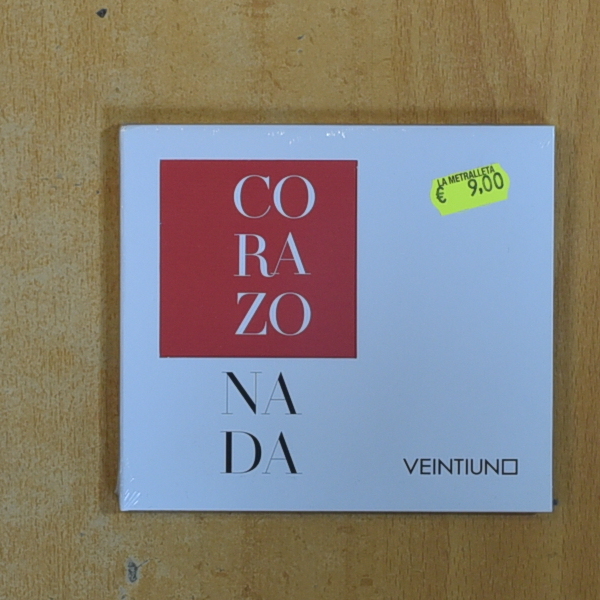 CO
RA
ZO
NA
DA
LA METRALLETA
€ 9,00
VEINTIUNO